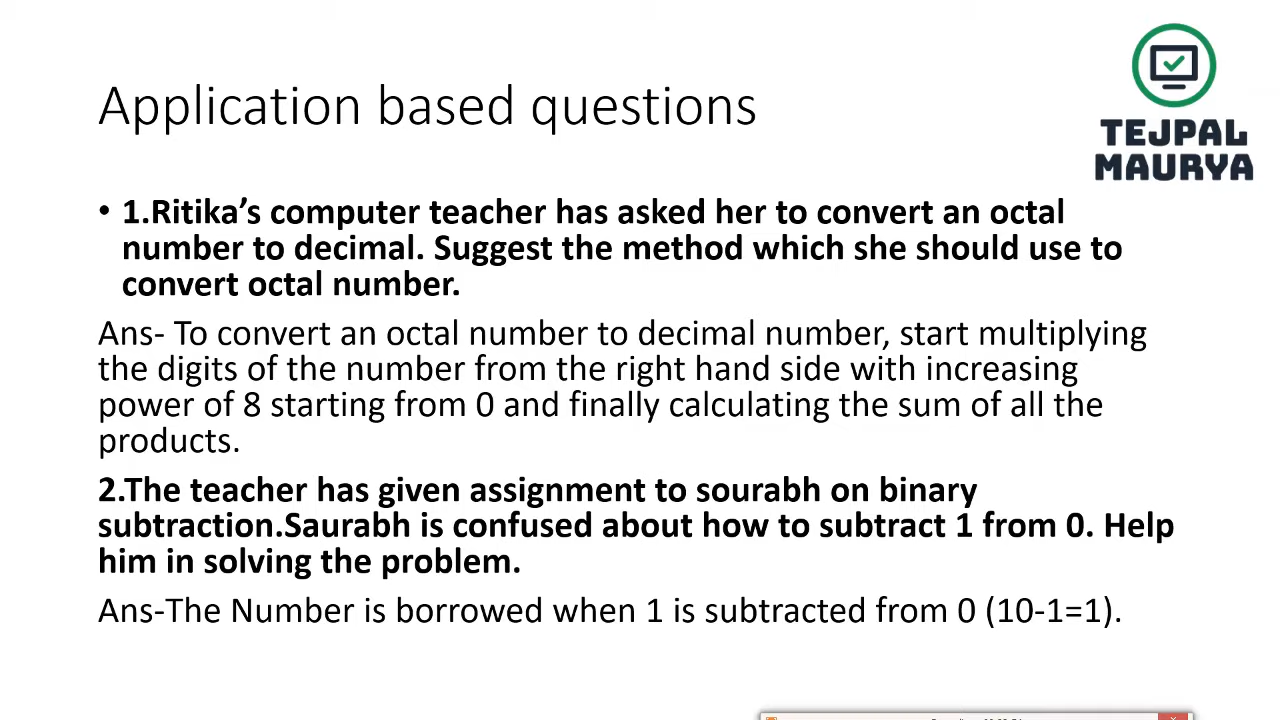 Application based questions
TEJPAL
MAURYA
• 1.Ritika’s computer teacher has asked her to convert an octal
number to decimal. Suggest the method which she should use to
convert octal number.
Ans- To convert an octal number to decimal number, start multiplying
the digits of the number from the right hand side with increasing
power of 8 starting from 0 and finally calculating the sum of all the
products.
2.The teacher has given assignment to sourabh on binary
subtraction.Saurabh is confused about how to subtract 1 from 0. Help
him in solving the problem.
Ans-The Number is borrowed when 1 is subtracted from 0 (10-1=1).